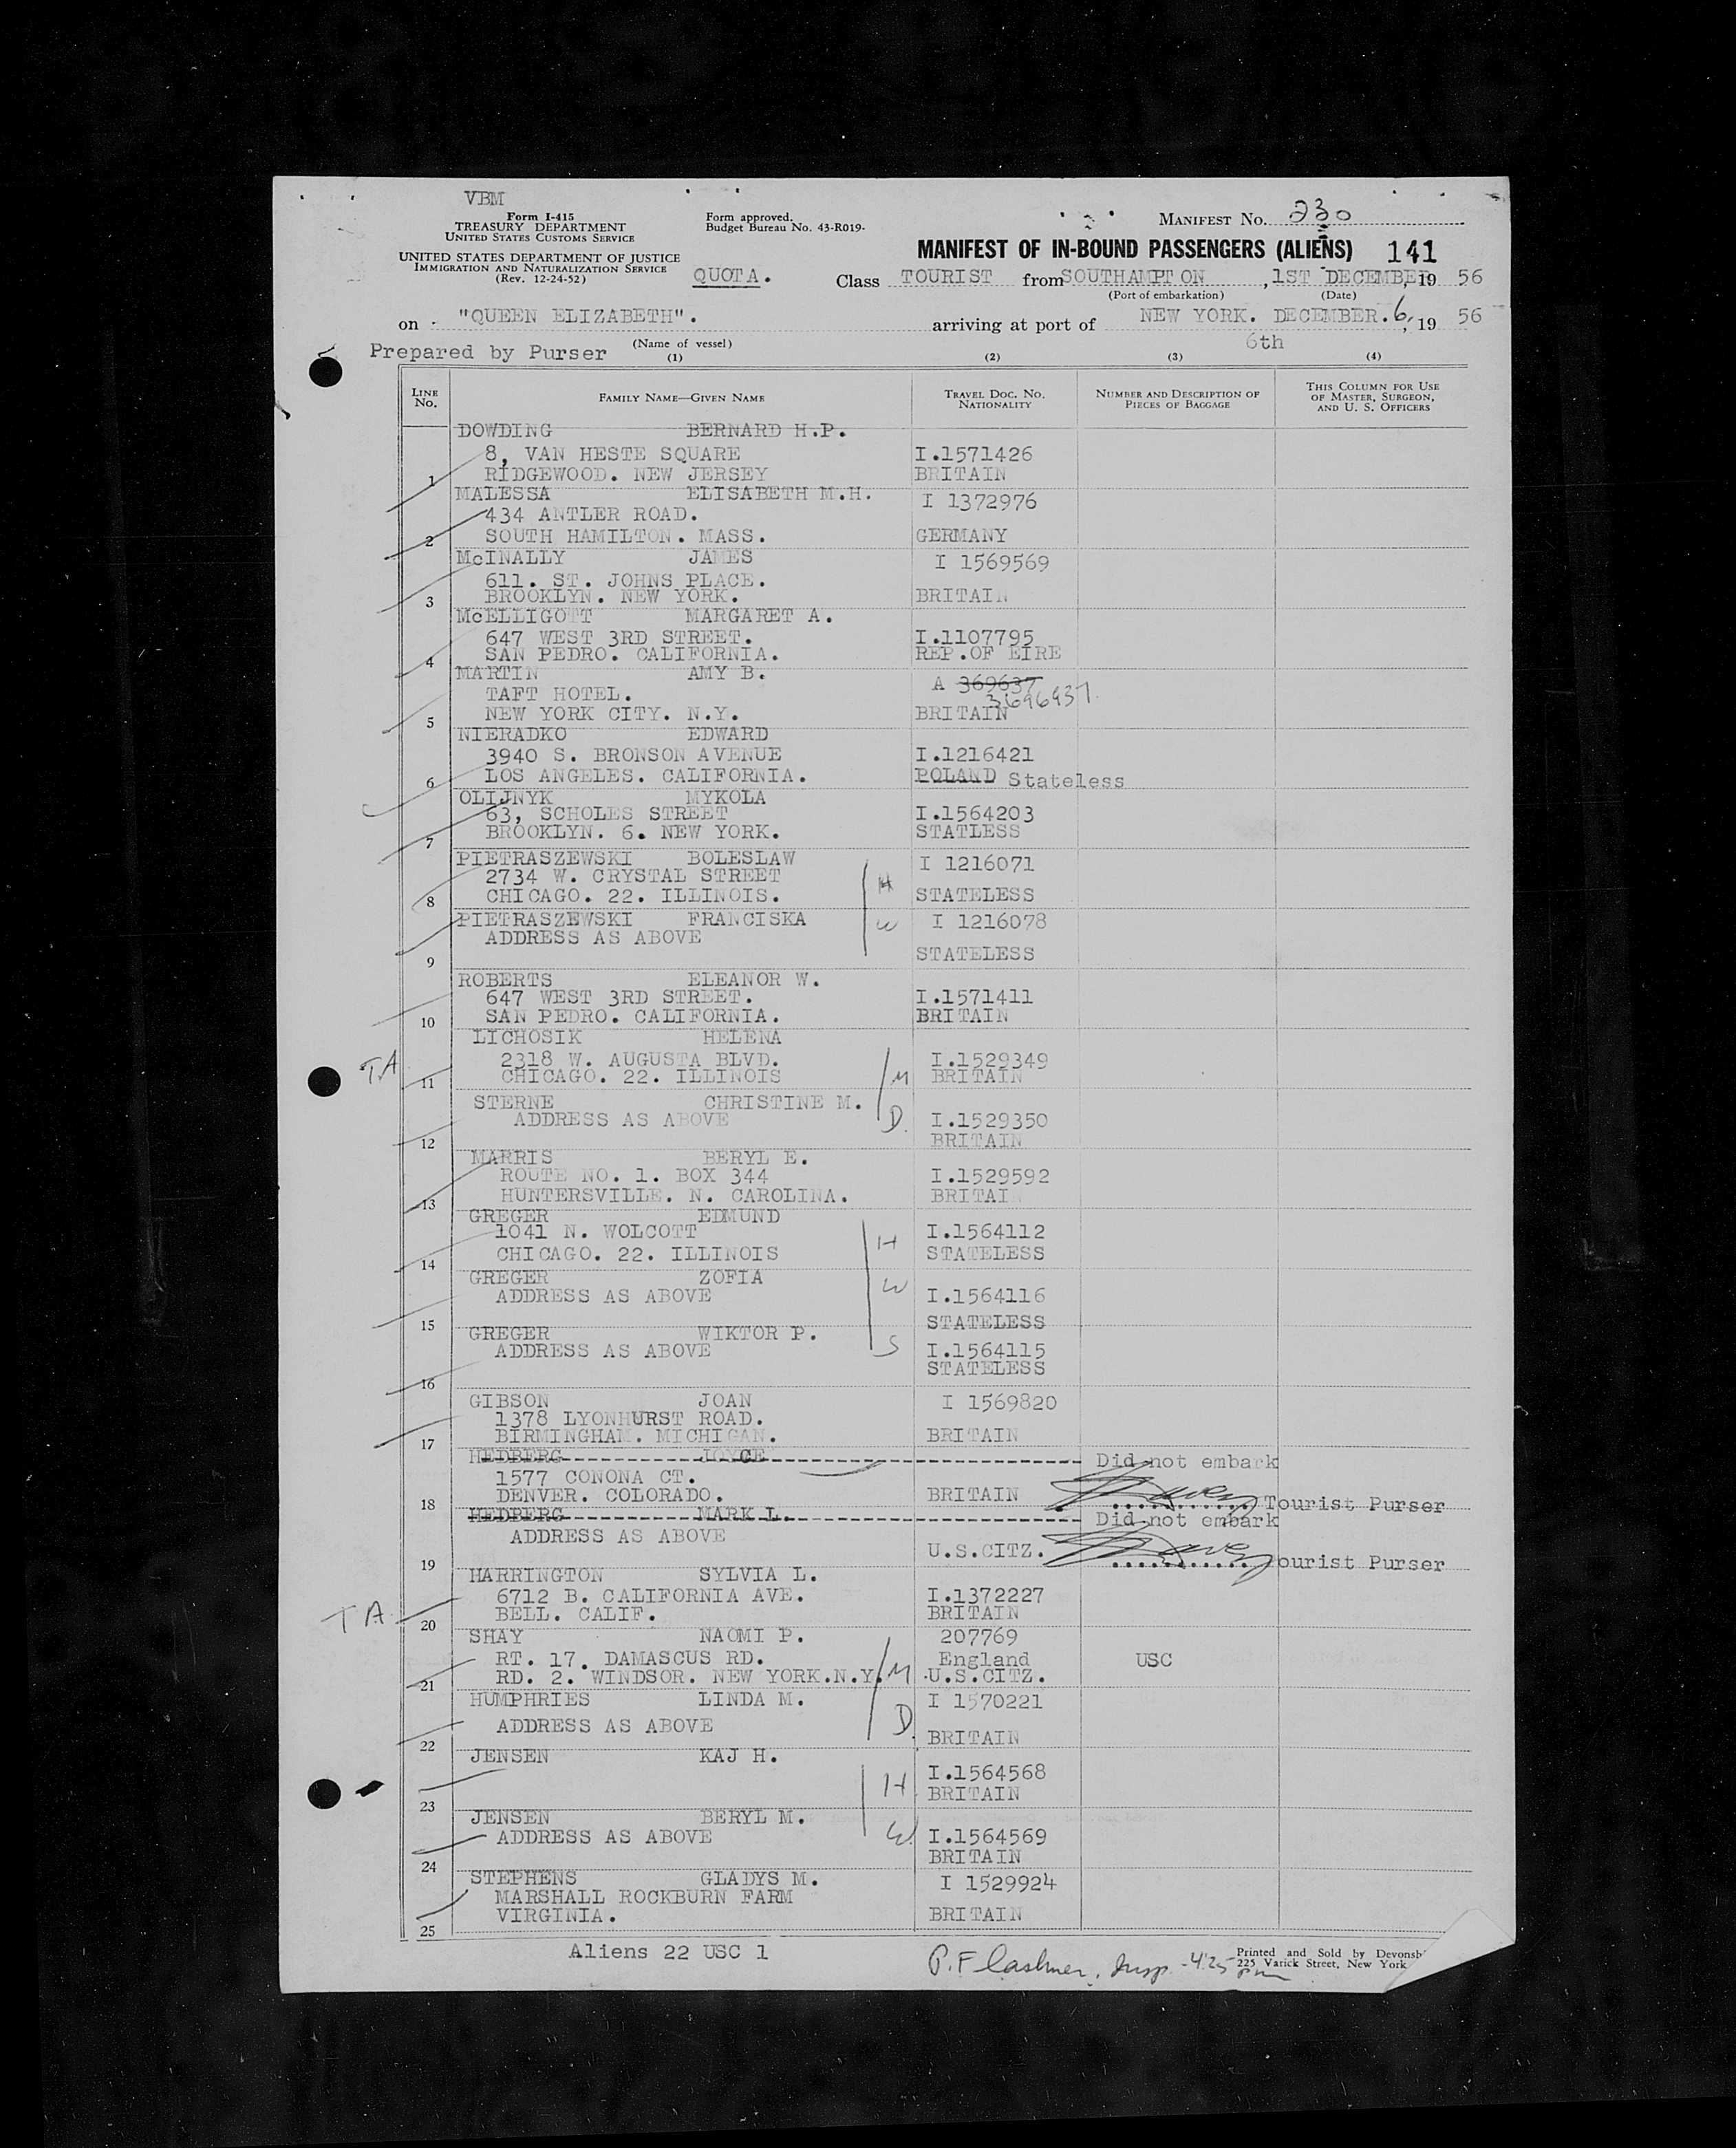 VBM
Form I-415
TREASURY DEPARTMENT
UNITED STATES CUSTOMS SERVICE
UNITED STATES DEPARTMENT OF JUSTICE
IMMIGRATION AND NATURALIZATION SERVICE
(Rev. 12-24-52)
Form approved.
Budget Bureau No. 43-R019-
MANIFEST No. 230
MANIFEST OF IN-BOUND PASSENGERS (ALIENS) 141
QUOTA. Class TOURIST from SOUTHAMPTON, 1ST DECEMBER, 19 56
(Port of embarkation) (Date)
on "QUEEN ELIZABETH". arriving at port of NEW YORK. DECEMBER. 6, 19 56
(Name of vessel) 6th
Prepared by Purser (1) (2) (3) (4)
LINE No. FAMILY NAME—GIVEN NAME TRAVEL DOC. NO. NATIONALITY NUMBER AND DESCRIPTION OF PIECES OF BAGGAGE THIS COLUMN FOR USE OF MASTER, SURGEON, AND U. S. OFFICERS
DOWDING BERNARD H.P.
8, VAN HESTE SQUARE I.1571426
1 RIDGEWOOD. NEW JERSEY BRITAIN
MALESSA ELISABETH M.H. I 1372976
434 ANTLER ROAD.
2 SOUTH HAMILTON. MASS. GERMANY
McINALLY JAMES I 1569569
611. ST. JOHNS PLACE.
3 BROOKLYN. NEW YORK. BRITAIN
McELLIGOTT MARGARET A.
647 WEST 3RD STREET. I.1107795
4 SAN PEDRO. CALIFORNIA. REP.OF EIRE
MARTIN AMY B. A 369637
TAFT HOTEL. 3696937
5 NEW YORK CITY. N.Y. BRITAIN
NIERADKO EDWARD
3940 S. BRONSON AVENUE I.1216421
6 LOS ANGELES. CALIFORNIA. POLAND Stateless
OLIJNYK MYKOLA
63, SCHOLES STREET I.1564203
7 BROOKLYN. 6. NEW YORK. STATLESS
PIETRASZEWSKI BOLESLAW I 1216071
2734 W. CRYSTAL STREET H
8 CHICAGO. 22. ILLINOIS. STATELESS
PIETRASZEWSKI FRANCISKA W I 1216078
ADDRESS AS ABOVE
9 STATELESS
ROBERTS ELEANOR W.
647 WEST 3RD STREET. I.1571411
10 SAN PEDRO. CALIFORNIA. BRITAIN
LICHOSIK HELENA
TA 2318 W. AUGUSTA BLVD. I.1529349
11 CHICAGO. 22. ILLINOIS M BRITAIN
STERNE CHRISTINE M.
ADDRESS AS ABOVE D. I.1529350
12 BRITAIN
MARRIS BERYL E.
ROUTE NO. 1. BOX 344 I.1529592
13 HUNTERSVILLE. N. CAROLINA. BRITAI
GREGER EDMUND
1041 N. WOLCOTT H I.1564112
14 CHICAGO. 22. ILLINOIS STATELESS
GREGER ZOFIA W
ADDRESS AS ABOVE I.1564116
15 STATELESS
GREGER WIKTOR P.
ADDRESS AS ABOVE S I.1564115
STATELESS
16
GIBSON JOAN I 1569820
1378 LYONHURST ROAD.
17 BIRMINGHAM. MICHIGAN. BRITAIN
HEDBERG JOYCE Did not embark
1577 CONONA CT.
18 DENVER. COLORADO. BRITAIN Tourist Purser
HEDBERG MARK L. Did not embark
ADDRESS AS ABOVE
19 U.S.CITZ. Tourist Purser
HARRINGTON SYLVIA L.
TA 6712 B. CALIFORNIA AVE. I.1372227
20 BELL. CALIF. BRITAIN
SHAY NAOMI P. 207769
RT. 17. DAMASCUS RD. England USC
21 RD. 2. WINDSOR. NEW YORK.N.Y. M U.S.CITZ.
HUMPHRIES LINDA M. I 1570221
ADDRESS AS ABOVE D.
22 BRITAIN
JENSEN KAJ H.
H I.1564568
23 BRITAIN
JENSEN BERYL M.
ADDRESS AS ABOVE W I.1564569
24 BRITAIN
STEPHENS GLADYS M. I 1529924
MARSHALL ROCKBURN FARM
25 VIRGINIA. BRITAIN
Aliens 22 USC 1
P.F. Cashner, Insp. -4:25 pm
Printed and Sold by
225 Varick Street, New York